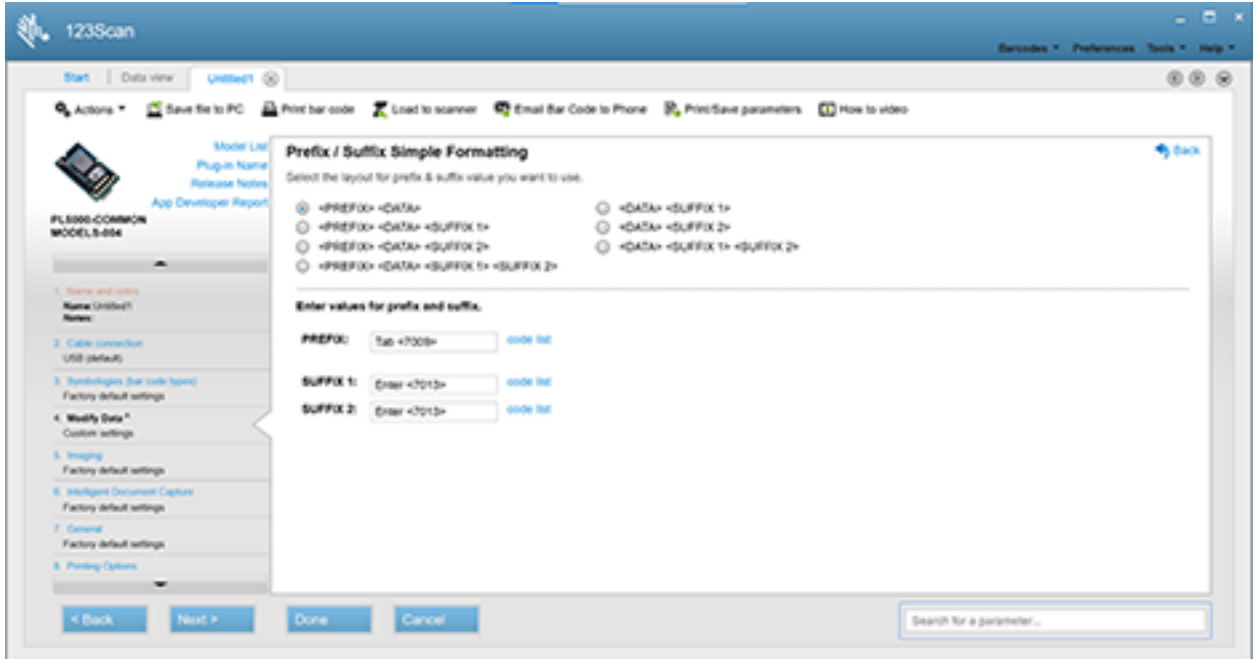 123Scan
Barcodes Preferences Tools Help
Start Data view Untitled1
Actions Save file to PC Print bar code Load to scanner Email Bar Code to Phone Print/Save parameters How to video
Model List
Plug-in Name
Release Notes
App Developer Report
PL5000-COMMON
MODELS-004
1. Name and notes
Name: Untitled1
Notes:
2. Cable connection
USB (default)
3. Symbologies (bar code types)
Factory default settings
4. Modify Data *
Custom settings
5. Imaging
Factory default settings
6. Intelligent Document Capture
Factory default settings
7. General
Factory default settings
8. Printing Options
Prefix / Suffix Simple Formatting
Back
Select the layout for prefix & suffix value you want to use.
<PREFIX> <DATA>
<PREFIX> <DATA> <SUFFIX 1>
<PREFIX> <DATA> <SUFFIX 2>
<PREFIX> <DATA> <SUFFIX 1> <SUFFIX 2>
<DATA> <SUFFIX 1>
<DATA> <SUFFIX 2>
<DATA> <SUFFIX 1> <SUFFIX 2>
Enter values for prefix and suffix.
PREFIX: Tab <7009> code list
SUFFIX 1: Enter <7013> code list
SUFFIX 2: Enter <7013> code list
< Back Next > Done Cancel Search for a parameter...